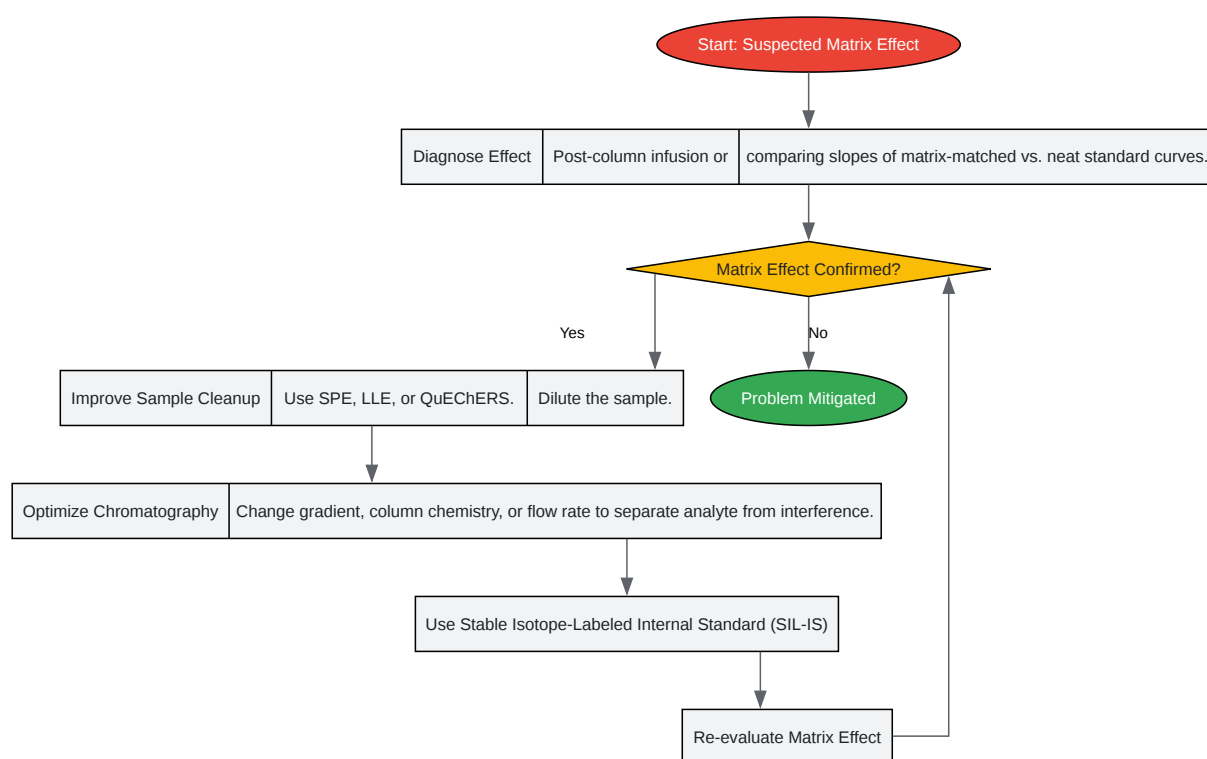 Start: Suspected Matrix Effect
Diagnose Effect
Post-column infusion or
comparing slopes of matrix-matched vs. neat standard curves.
Matrix Effect Confirmed?
Yes
No
Improve Sample Cleanup
Use SPE, LLE, or QuEChERS.
Dilute the sample.
Problem Mitigated
Optimize Chromatography
Change gradient, column chemistry, or flow rate to separate analyte from interference.
Use Stable Isotope-Labeled Internal Standard (SIL-IS)
Re-evaluate Matrix Effect